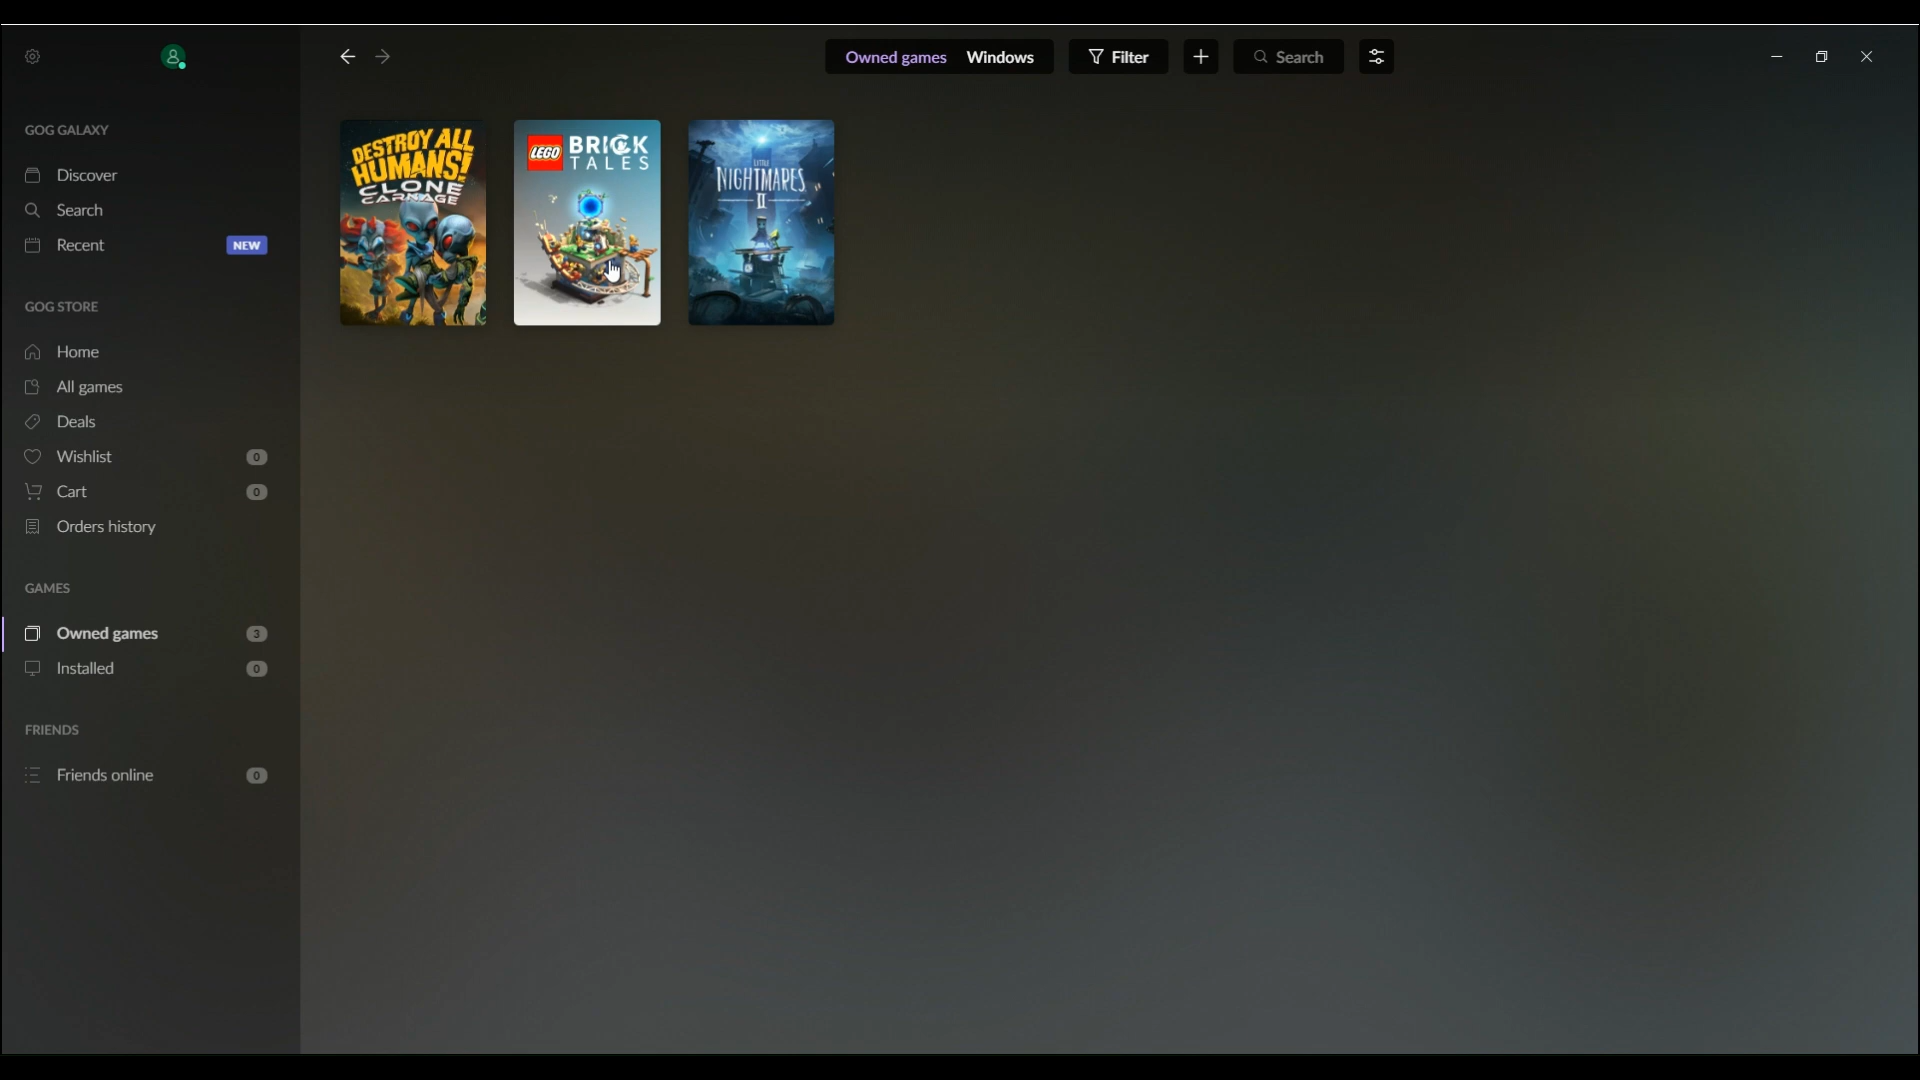 Owned games Windows Filter Search
GOG GALAXY
Discover
Search
Recent NEW
GOG STORE
Home
All games
Deals
Wishlist 0
Cart 0
Orders history
GAMES
Owned games 3
Installed 0
FRIENDS
Friends online 0
DESTROY ALL
HUMANS!
CLONE
CARNAGE
LEGO BRICK
TALES
LITTLE
NIGHTMARES
II